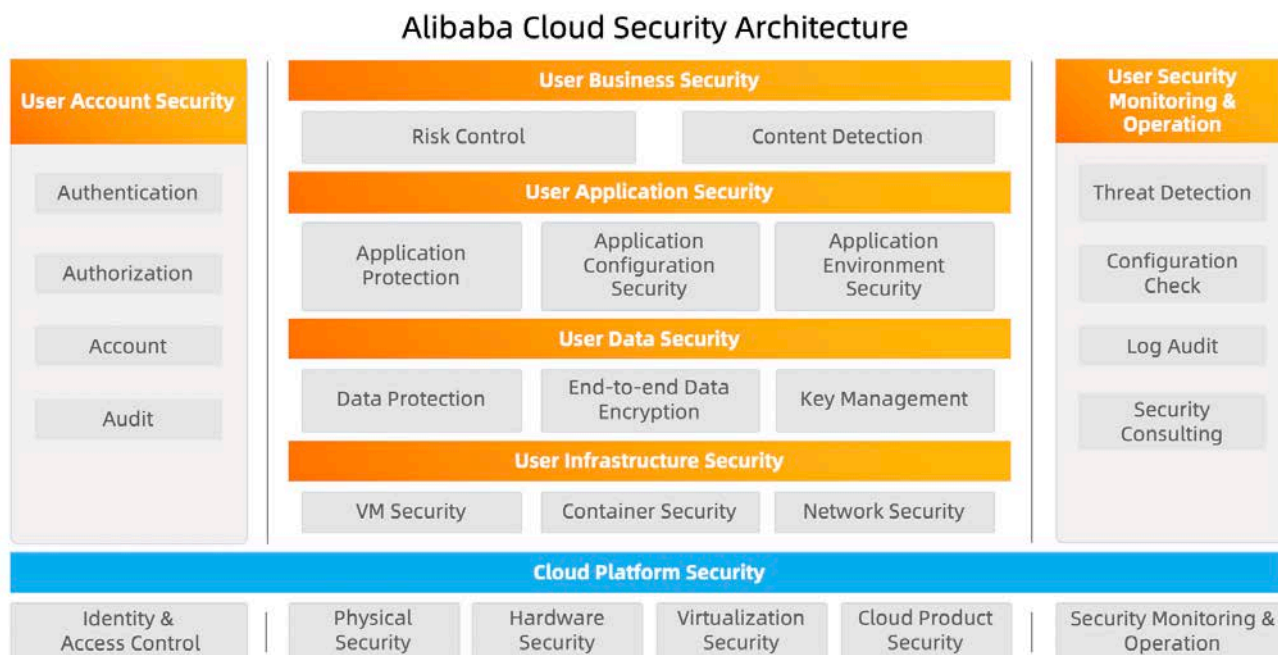 Alibaba Cloud Security Architecture
User Account Security
Authentication
Authorization
Account
Audit
User Business Security
Risk Control
Content Detection
User Application Security
Application
Protection
Application
Configuration
Security
Application
Environment
Security
User Data Security
Data Protection
End-to-end Data
Encryption
Key Management
User Infrastructure Security
VM Security
Container Security
Network Security
User Security
Monitoring &
Operation
Threat Detection
Configuration
Check
Log Audit
Security
Consulting
Cloud Platform Security
Identity &
Access Control
Physical
Security
Hardware
Security
Virtualization
Security
Cloud Product
Security
Security Monitoring &
Operation